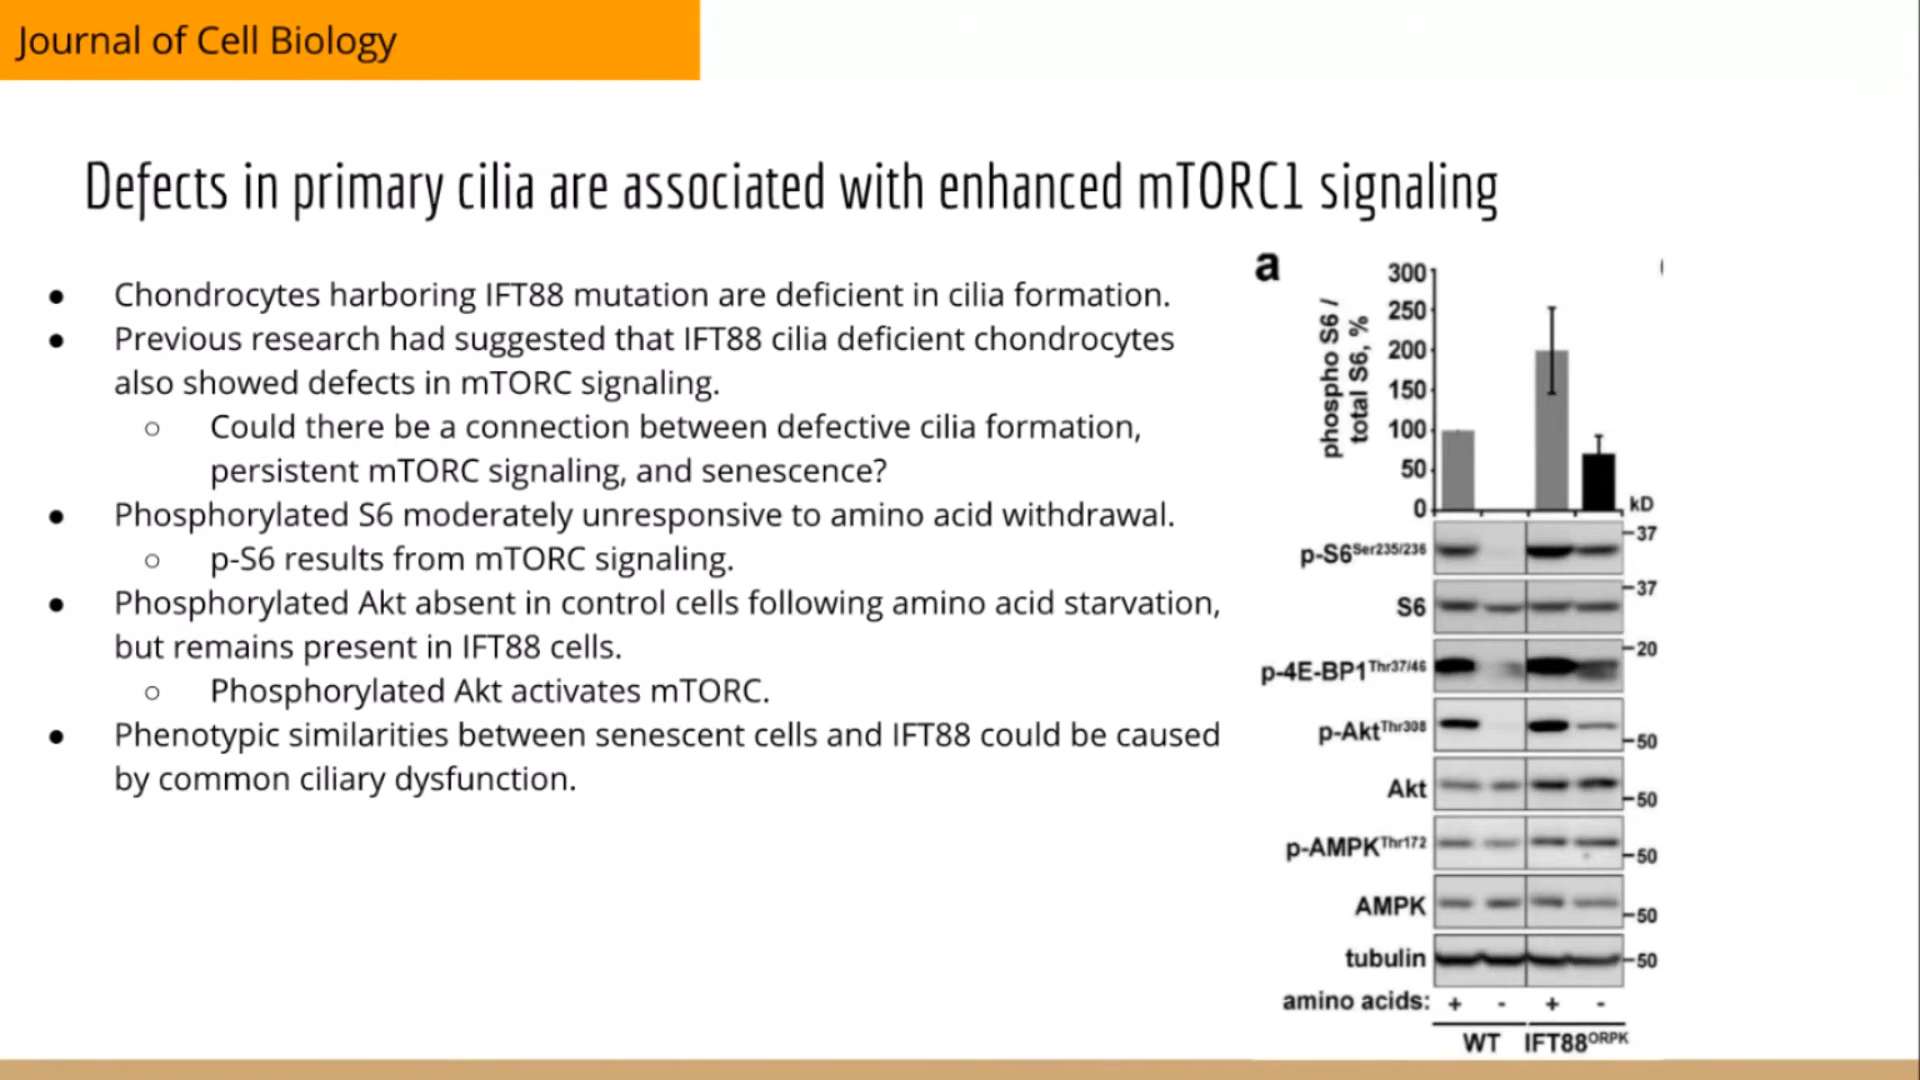 Journal of Cell Biology
Defects in primary cilia are associated with enhanced mTORC1 signaling
● Chondrocytes harboring IFT88 mutation are deficient in cilia formation.
● Previous research had suggested that IFT88 cilia deficient chondrocytes
also showed defects in mTORC signaling.
○ Could there be a connection between defective cilia formation,
persistent mTORC signaling, and senescence?
● Phosphorylated S6 moderately unresponsive to amino acid withdrawal.
○ p-S6 results from mTORC signaling.
● Phosphorylated Akt absent in control cells following amino acid starvation,
but remains present in IFT88 cells.
○ Phosphorylated Akt activates mTORC.
● Phenotypic similarities between senescent cells and IFT88 could be caused
by common ciliary dysfunction.
a
phospho S6 /
total S6, %
300
250
200
150
100
50
0
kD
p-S6Ser235/236
37
S6
37
p-4E-BP1Thr37/46
20
p-AktThr308
50
Akt
50
p-AMPKThr172
50
AMPK
50
tubulin
50
amino acids: + - + -
WT IFT88ORPK